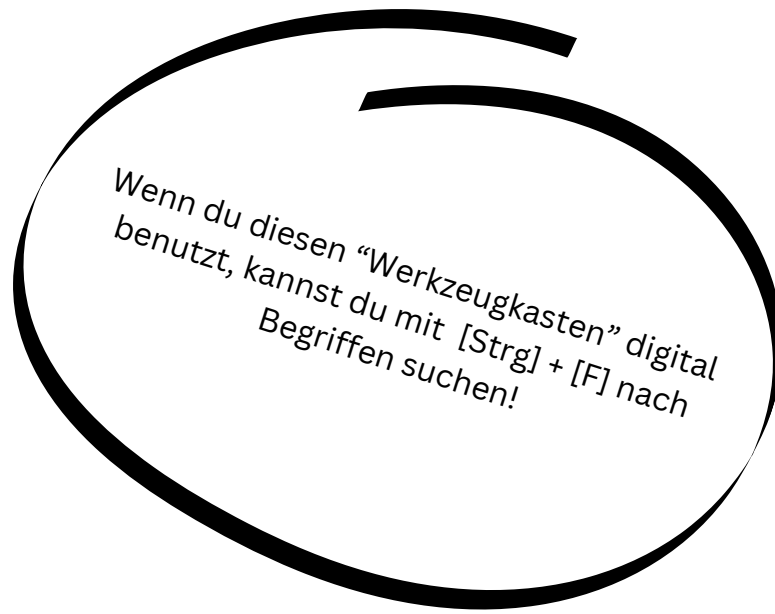 Wenn du diesen “Werkzeugkasten” digital
benutzt, kannst du mit [Strg] + [F] nach
Begriffen suchen!